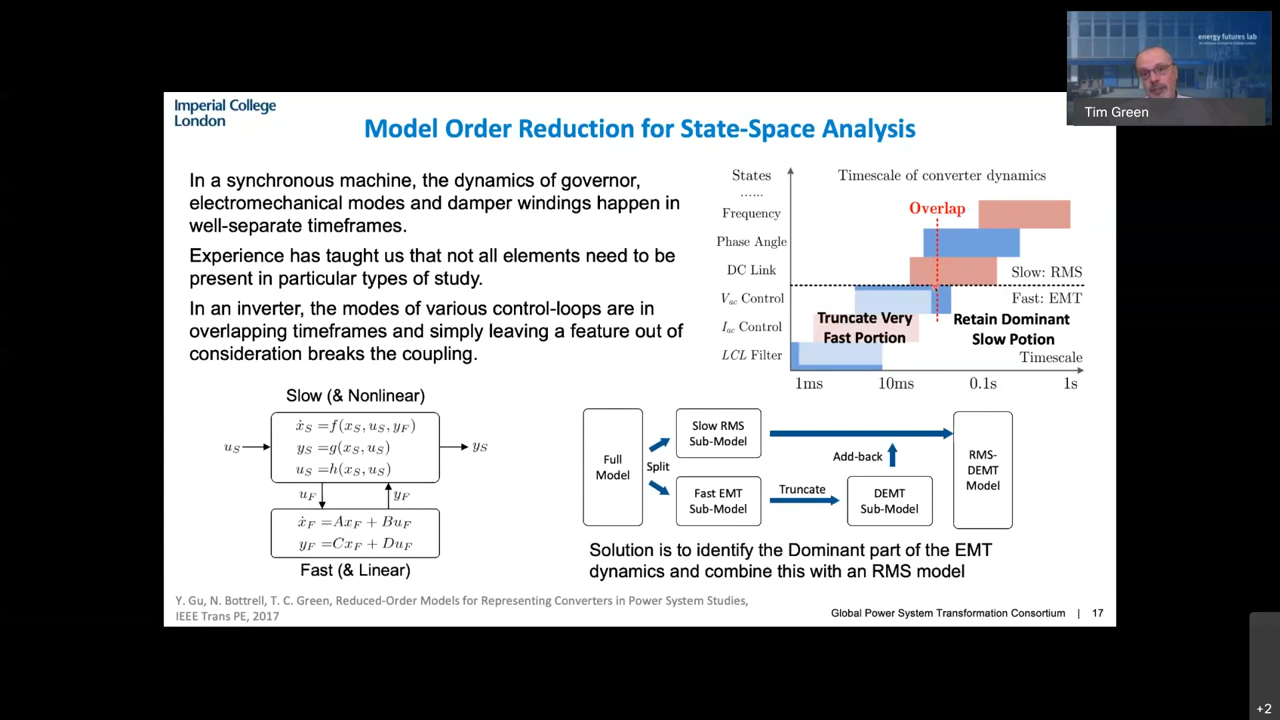 energy futures lab
Tim Green
Imperial College
London
Model Order Reduction for State-Space Analysis
In a synchronous machine, the dynamics of governor,
electromechanical modes and damper windings happen in
well-separate timeframes.
Experience has taught us that not all elements need to be
present in particular types of study.
In an inverter, the modes of various control-loops are in
overlapping timeframes and simply leaving a feature out of
consideration breaks the coupling.
States
Timescale of converter dynamics
......
Frequency
Overlap
Phase Angle
DC Link
Slow: RMS
Vac Control
Fast: EMT
Truncate Very
Fast Portion
Retain Dominant
Slow Potion
Iac Control
LCL Filter
Timescale
1ms 10ms 0.1s 1s
Slow (& Nonlinear)
ẋS =f(xS, uS, yF)
uS
yS =g(xS, uS)
yS
uS =h(xS, uS)
uF
yF
ẋF =AxF + BuF
yF =CxF + DuF
Fast (& Linear)
Full
Model
Split
Slow RMS
Sub-Model
Fast EMT
Sub-Model
Truncate
Add-back
DEMT
Sub-Model
RMS-
DEMT
Model
Solution is to identify the Dominant part of the EMT
dynamics and combine this with an RMS model
Y. Gu, N. Bottrell, T. C. Green, Reduced-Order Models for Representing Converters in Power System Studies,
IEEE Trans PE, 2017
Global Power System Transformation Consortium | 17
+2